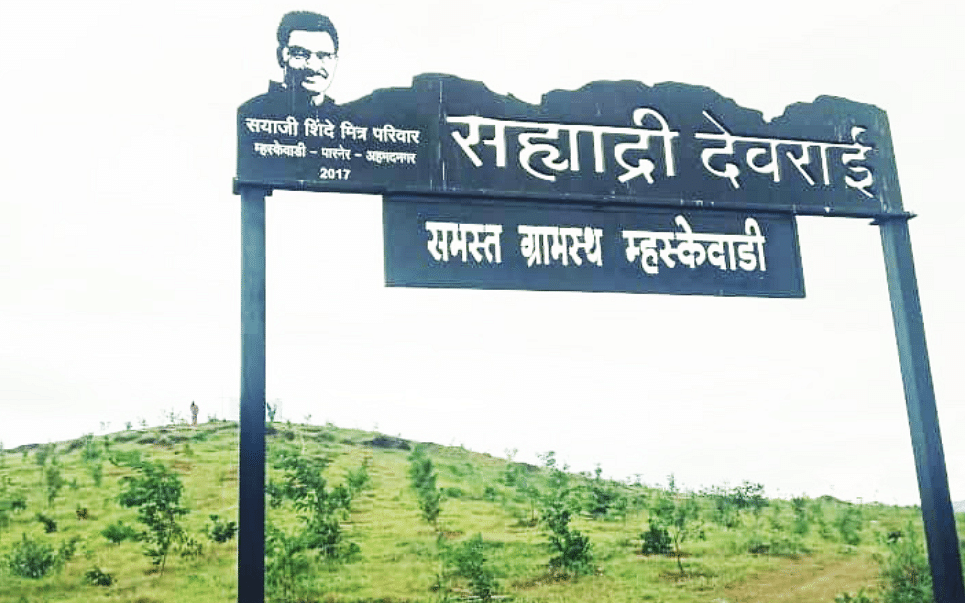 सयाजी शिंदे मित्र परिवार
म्हस्केवाडी - पारनेर - अहमदनगर
2017
सह्याद्री देवराई
समस्त ग्रामस्थ म्हस्केवाडी